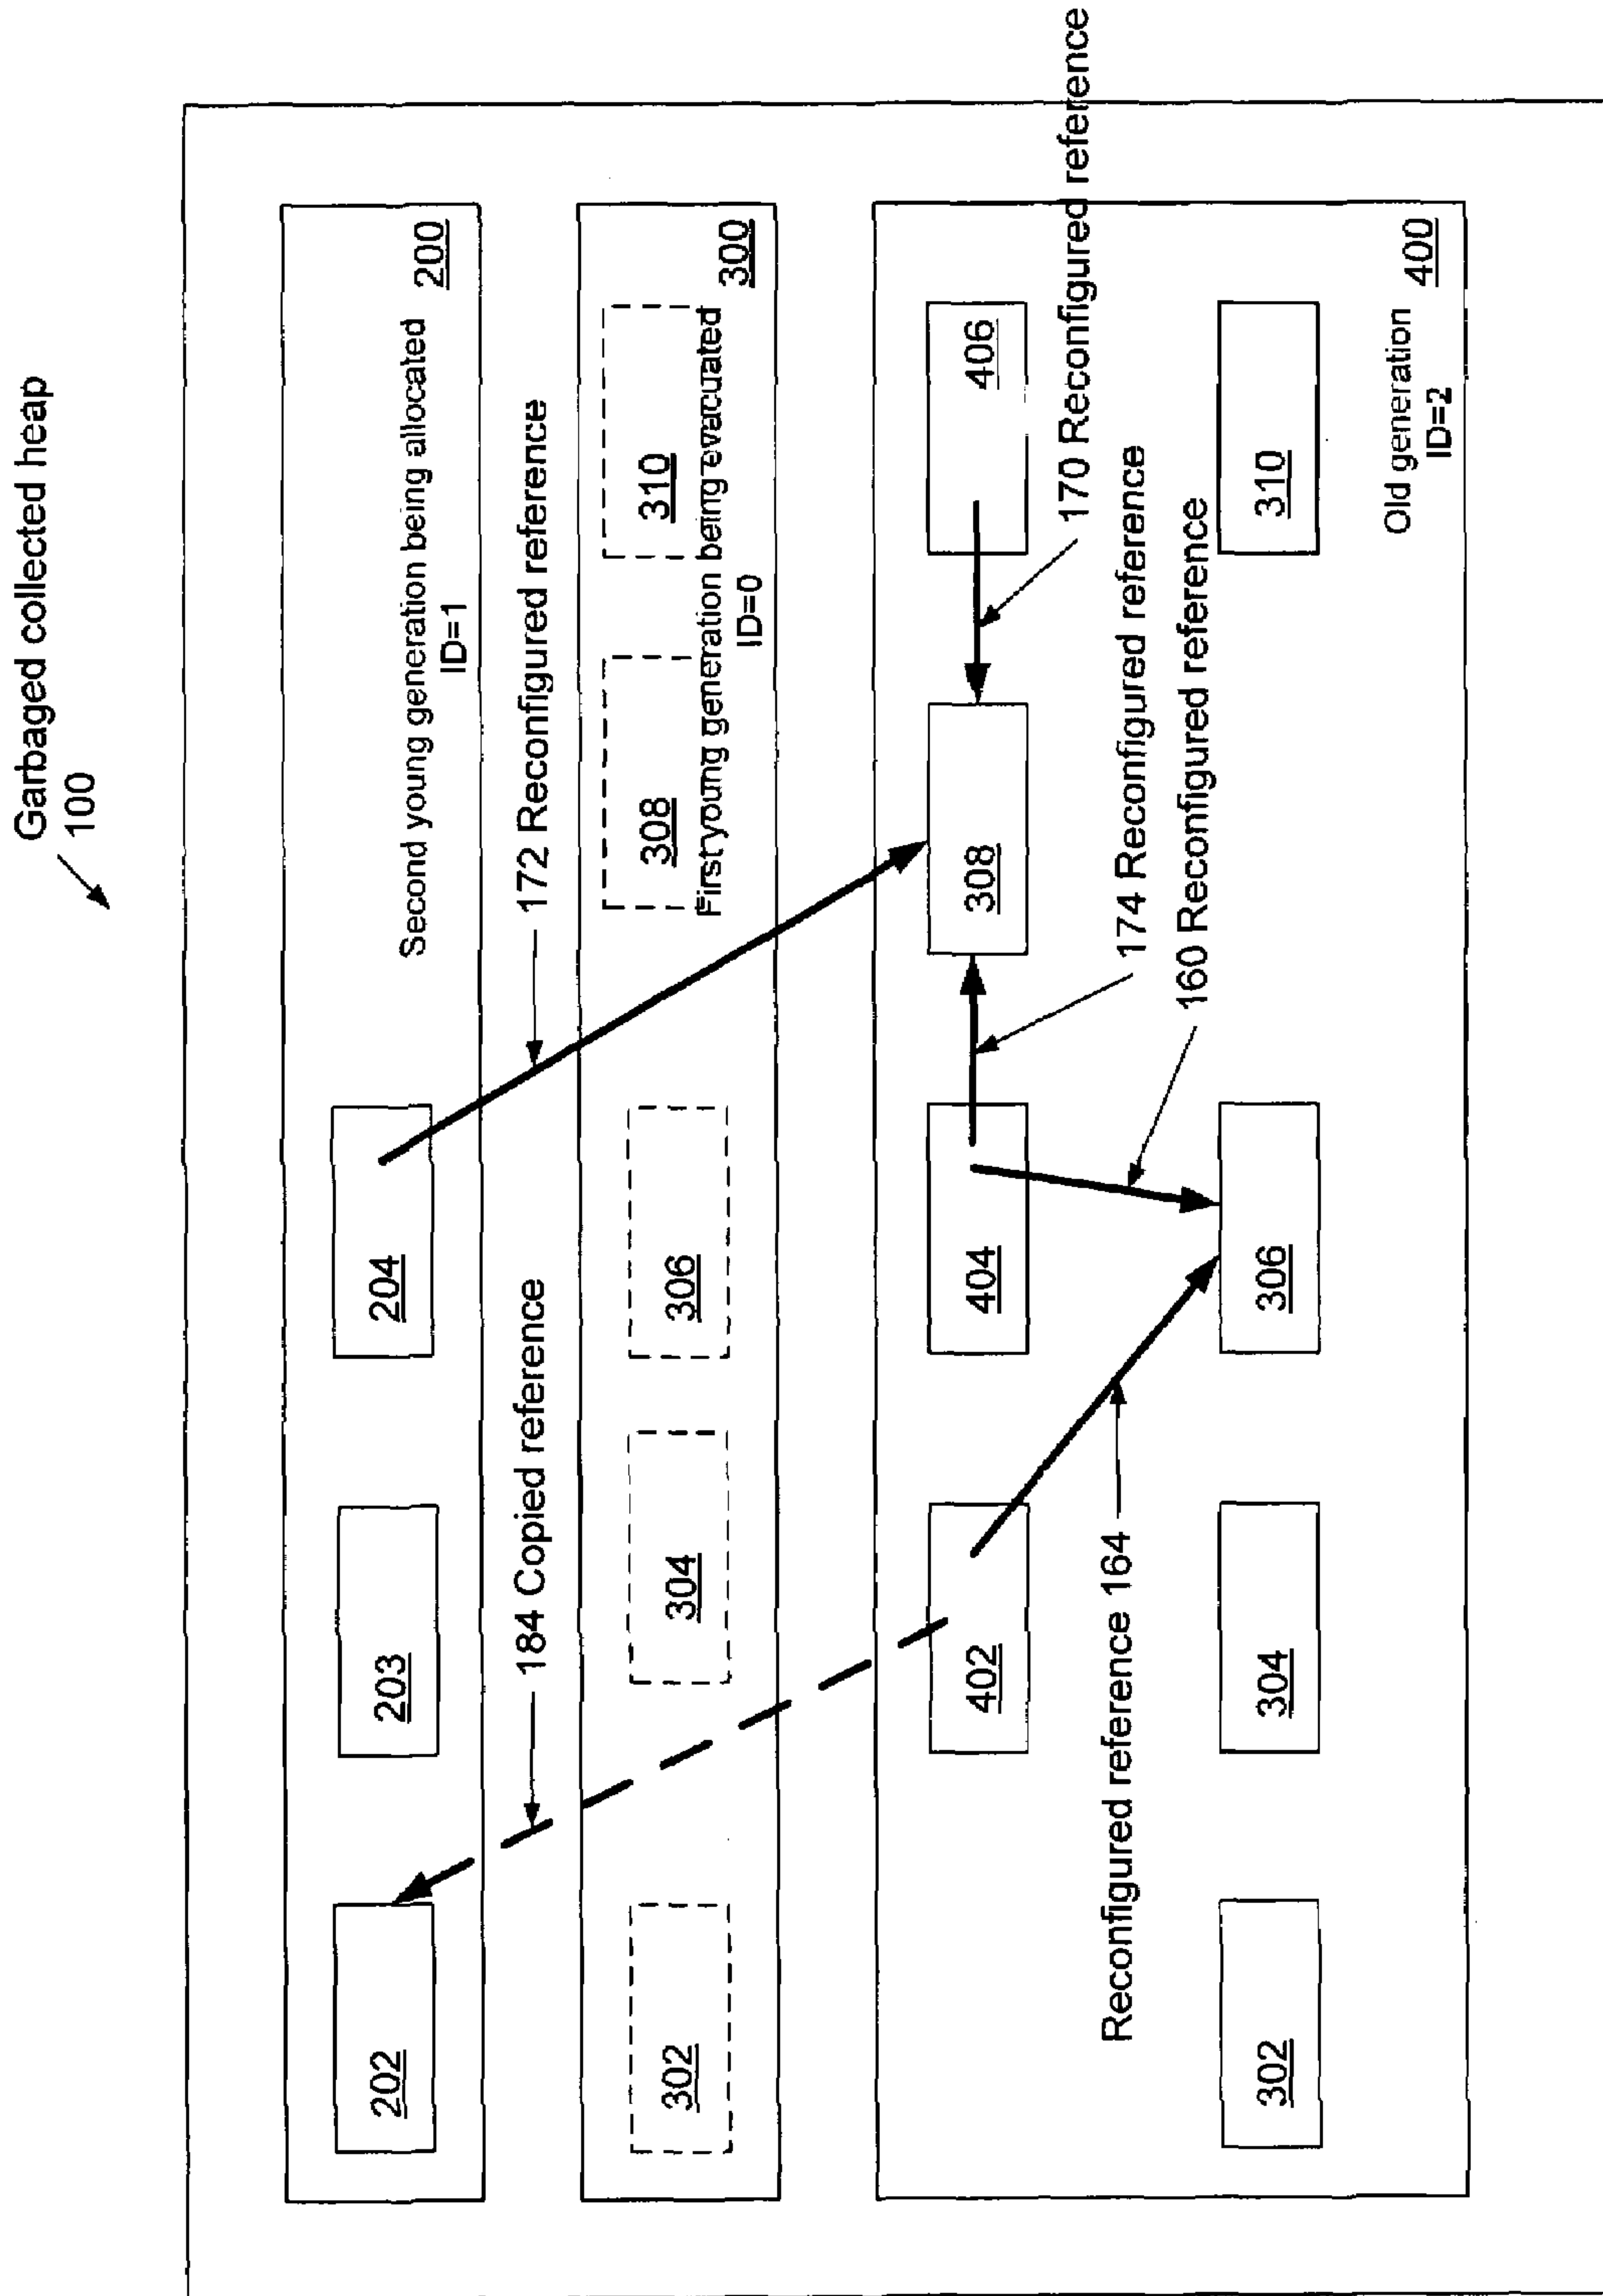 Garbaged collected heap
100
Second young generation being allocated
ID=1
200
202
203
204
184 Copied reference
172 Reconfigured reference
302
304
306
308
310
First young generation being evacuated
ID=0
300
402
404
308
406
170 Reconfigured reference
174 Reconfigured reference
160 Reconfigured reference
Reconfigured reference 164
302
304
306
310
Old generation
ID=2
400